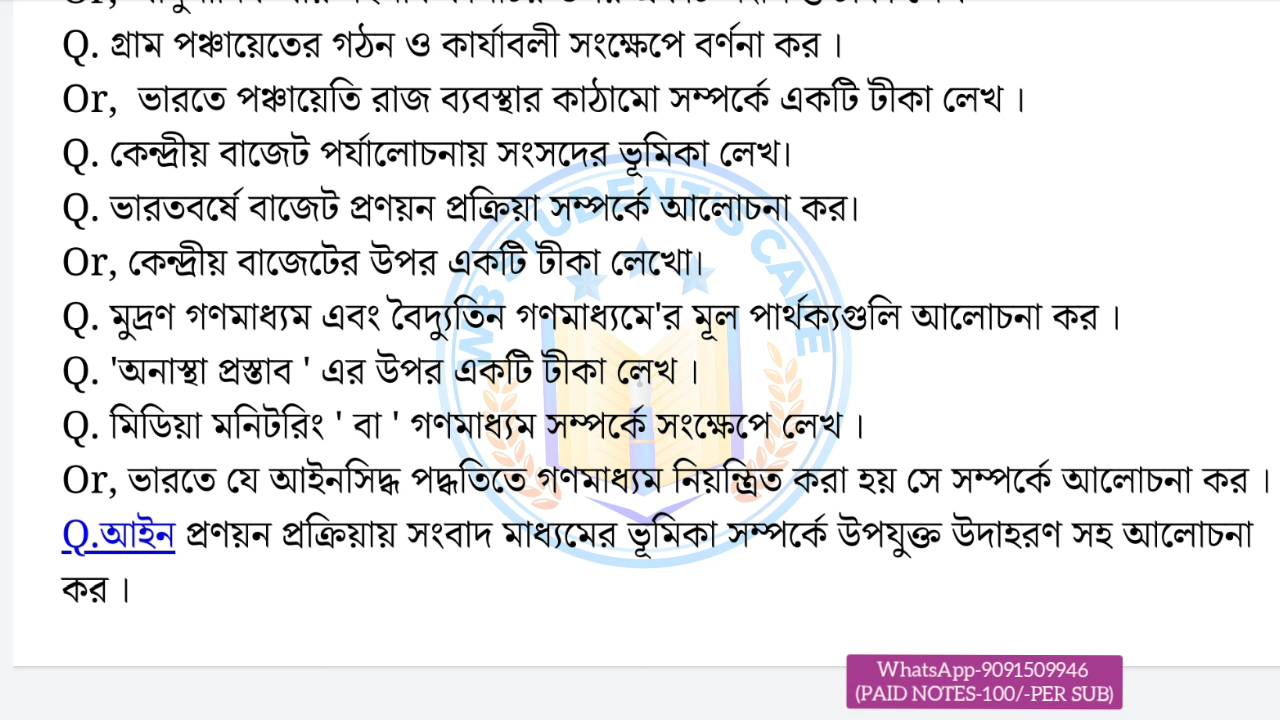 Q. গ্রাম পঞ্চায়েতের গঠন ও কার্যাবলী সংক্ষেপে বর্ণনা কর ।
Or, ভারতে পঞ্চায়েতি রাজ ব্যবস্থার কাঠামো সম্পর্কে একটি টীকা লেখ ।
Q. কেন্দ্রীয় বাজেট পর্যালোচনায় সংসদের ভূমিকা লেখ।
Q. ভারতবর্ষে বাজেট প্রণয়ন প্রক্রিয়া সম্পর্কে আলোচনা কর।
Or, কেন্দ্রীয় বাজেটের উপর একটি টীকা লেখো।
Q. মুদ্রণ গণমাধ্যম এবং বৈদ্যুতিন গণমাধ্যমে'র মূল পার্থক্যগুলি আলোচনা কর ।
Q. 'অনাস্থা প্রস্তাব ' এর উপর একটি টীকা লেখ ।
Q. মিডিয়া মনিটরিং ' বা ' গণমাধ্যম সম্পর্কে সংক্ষেপে লেখ ।
Or, ভারতে যে আইনসিদ্ধ পদ্ধতিতে গণমাধ্যম নিয়ন্ত্রিত করা হয় সে সম্পর্কে আলোচনা কর ।
Q.আইন প্রণয়ন প্রক্রিয়ায় সংবাদ মাধ্যমের ভূমিকা সম্পর্কে উপযুক্ত উদাহরণ সহ আলোচনা
কর ।
WB STUDENT'S CARE
WhatsApp-9091509946
(PAID NOTES-100/-PER SUB)